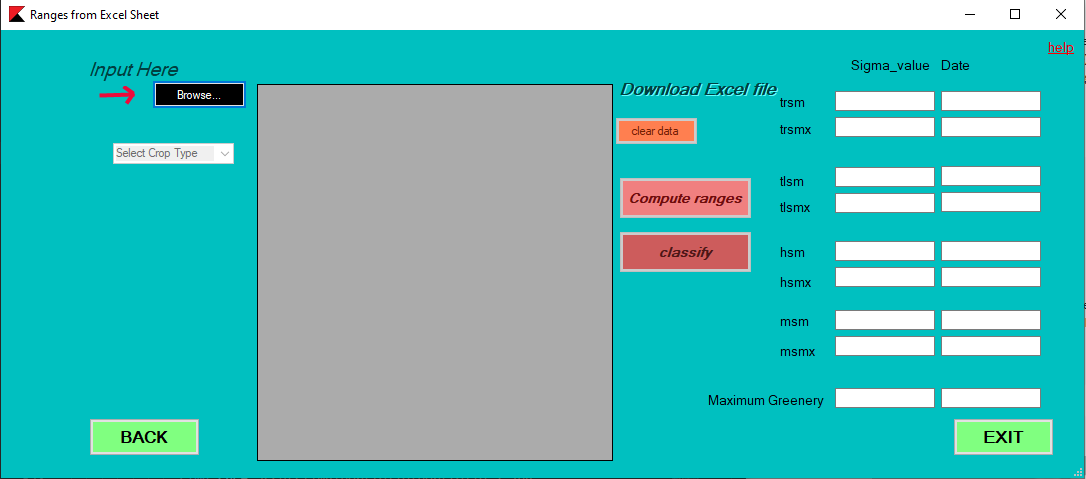 Ranges from Excel Sheet
help
Input Here
Browse...
Select Crop Type
Download Excel file
clear data
Compute ranges
classify
Sigma_value Date
trsm
trsmx
tlsm
tlsmx
hsm
hsmx
msm
msmx
Maximum Greenery
BACK
EXIT